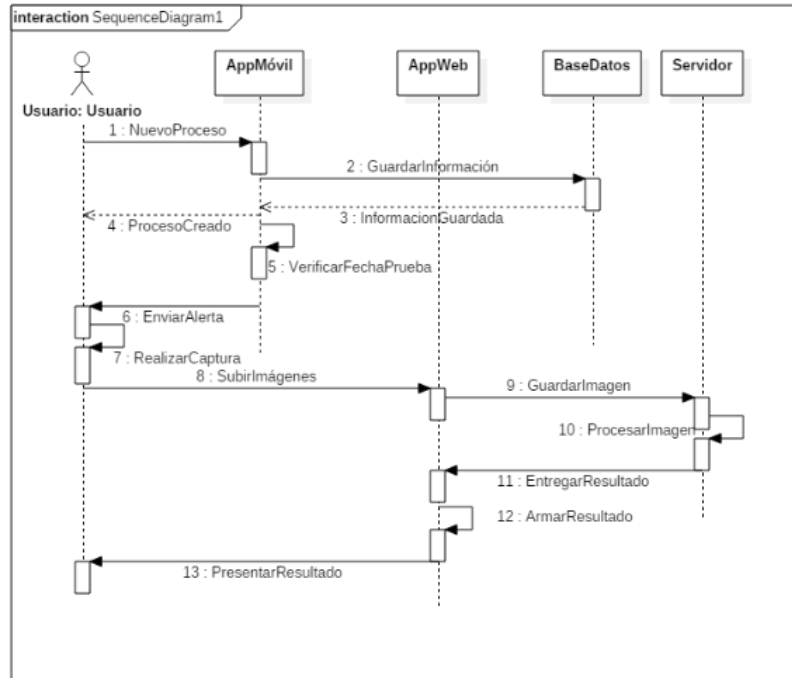 interaction SequenceDiagram1
AppMóvil
AppWeb
BaseDatos
Servidor
Usuario: Usuario
1 : NuevoProceso
2 : GuardarInformación
3 : InformacionGuardada
4 : ProcesoCreado
5 : VerificarFechaPrueba
6 : EnviarAlerta
7 : RealizarCaptura
8 : SubirImágenes
9 : GuardarImagen
10 : ProcesarImagen
11 : EntregarResultado
12 : ArmarResultado
13 : PresentarResultado